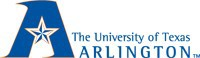 The University of Texas
ARLINGTON™